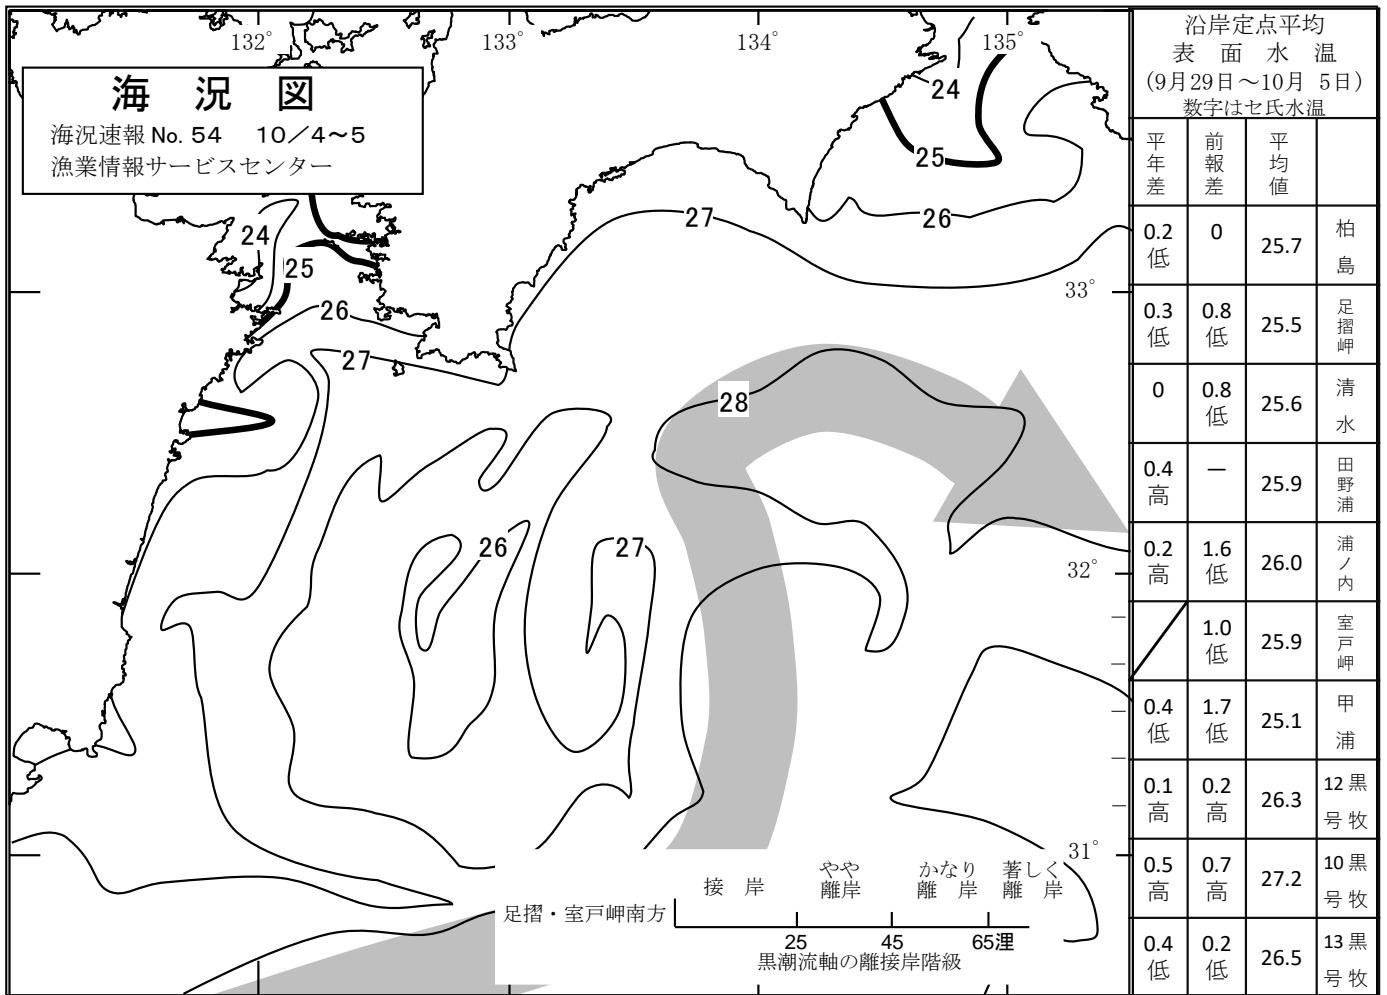 海　況　図
海況速報 No. 54　10／4～5
漁業情報サービスセンター
132°
133°
134°
135°
24
25
26
27
24
25
26
27
33°
28
26
27
32°
31°
接　岸
やや
離岸
かなり
離　岸
著しく
離　岸
足摺・室戸岬南方
25
45
65浬
黒潮流軸の離接岸階級
沿岸定点平均
表　面　水　温
(9月29日～10月 5日)
数字はセ氏水温
平年差 前報差 平均値
0.2低 0 25.7 柏島
0.3低 0.8低 25.5 足摺岬
0 0.8低 25.6 清水
0.4高 － 25.9 田野浦
0.2高 1.6低 26.0 浦ノ内
1.0低 25.9 室戸岬
0.4低 1.7低 25.1 甲浦
0.1高 0.2高 26.3 12号 黒牧
0.5高 0.7高 27.2 10号 黒牧
0.4低 0.2低 26.5 13号 黒牧